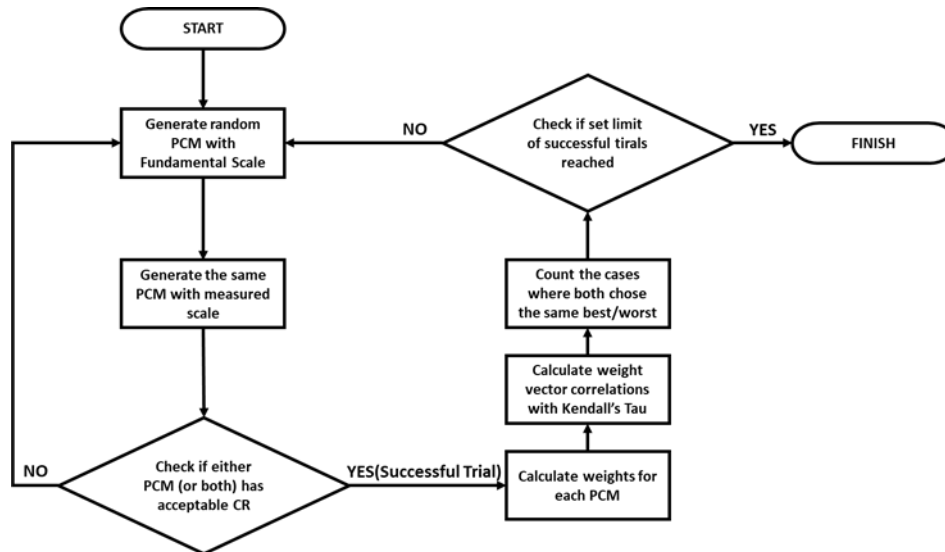 START
Generate random
PCM with
Fundamental Scale
Generate the same
PCM with measured
scale
Check if either
PCM (or both) has
acceptable CR
NO
YES(Successful Trial)
Calculate weights for
each PCM
Calculate weight
vector correlations
with Kendall's Tau
Count the cases
where both chose
the same best/worst
Check if set limit
of successful tirals
reached
NO
YES
FINISH